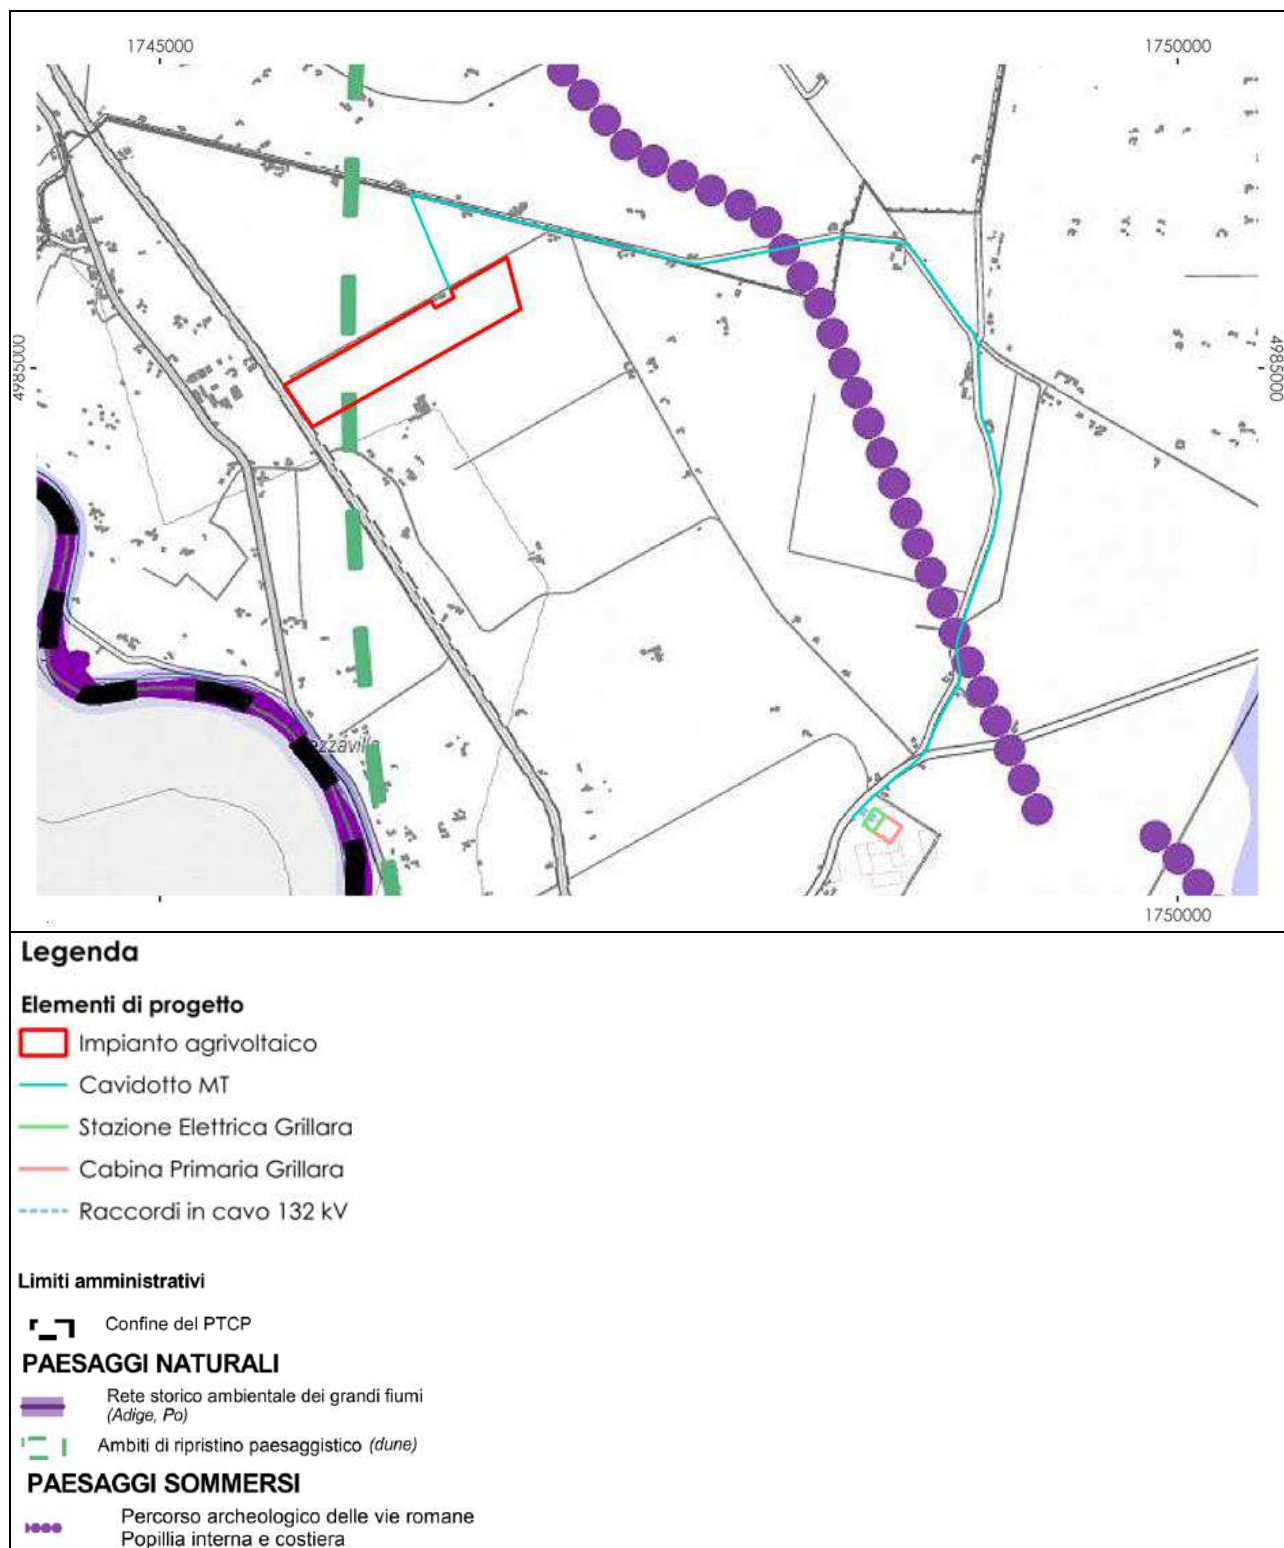 1745000
1750000
4985000
4985000
1750000
Legenda
Elementi di progetto
Impianto agrivoltaico
Cavidotto MT
Stazione Elettrica Grillara
Cabina Primaria Grillara
Raccordi in cavo 132 kV
Limiti amministrativi
Confine del PTCP
PAESAGGI NATURALI
Rete storico ambientale dei grandi fiumi
(Adige, Po)
Ambiti di ripristino paesaggistico (dune)
PAESAGGI SOMMERSI
Percorso archeologico delle vie romane
Popillia interna e costiera